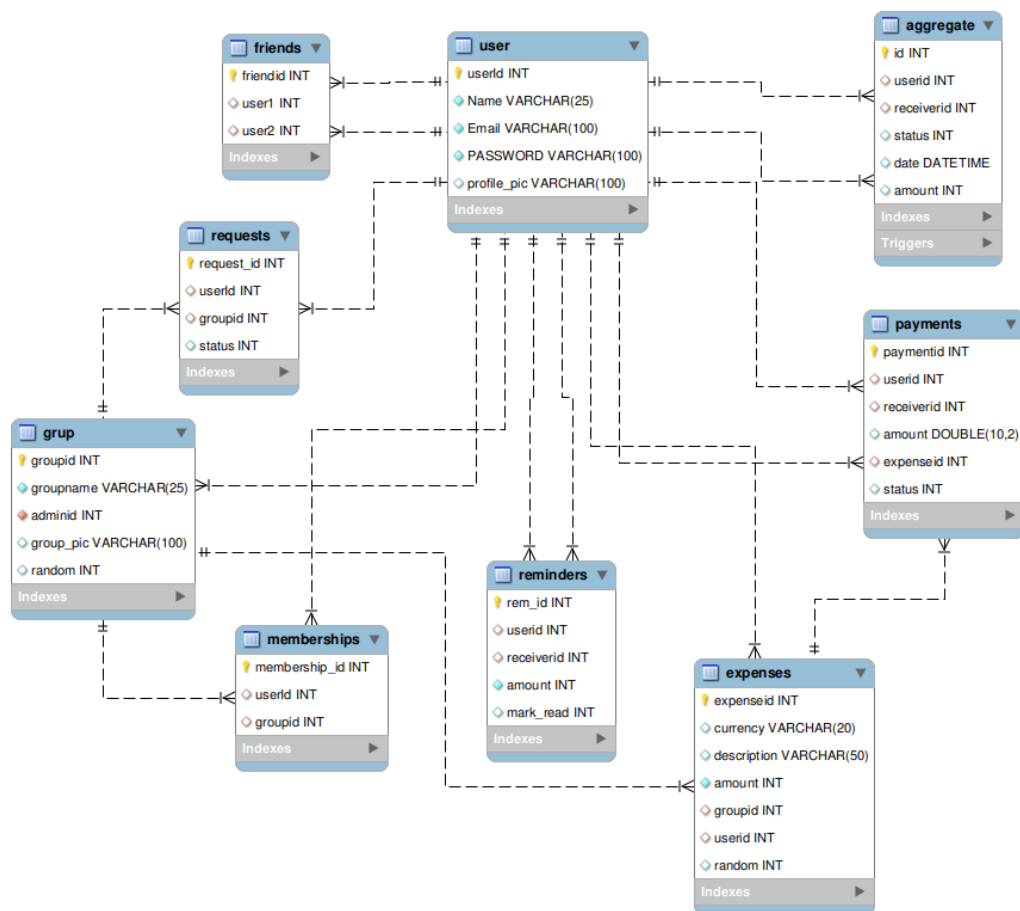 friends
friendid INT
user1 INT
user2 INT
Indexes
user
userId INT
Name VARCHAR(25)
Email VARCHAR(100)
PASSWORD VARCHAR(100)
profile_pic VARCHAR(100)
Indexes
aggregate
id INT
userid INT
receiverid INT
status INT
date DATETIME
amount INT
Indexes
Triggers
requests
request_id INT
userId INT
groupid INT
status INT
Indexes
payments
paymentid INT
userid INT
receiverid INT
amount DOUBLE(10,2)
expenseid INT
status INT
Indexes
grup
groupid INT
groupname VARCHAR(25)
adminid INT
group_pic VARCHAR(100)
random INT
Indexes
memberships
membership_id INT
userId INT
groupid INT
Indexes
reminders
rem_id INT
userid INT
receiverid INT
amount INT
mark_read INT
Indexes
expenses
expenseid INT
currency VARCHAR(20)
description VARCHAR(50)
amount INT
groupid INT
userid INT
random INT
Indexes